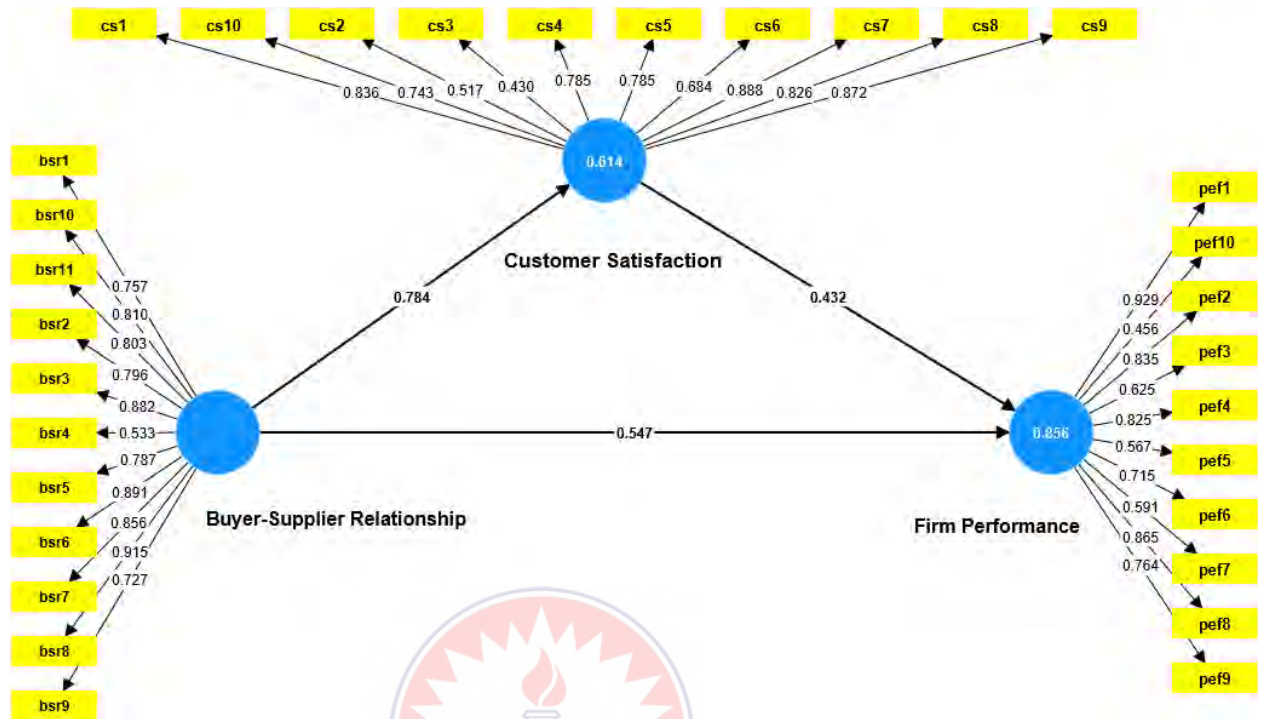 cs1 cs10 cs2 cs3 cs4 cs5 cs6 cs7 cs8 cs9
0.836 0.743 0.517 0.430 0.785 0.785 0.684 0.888 0.826 0.872
0.614
Customer Satisfaction
bsr1
bsr10
bsr11
bsr2
bsr3
bsr4
bsr5
bsr6
bsr7
bsr8
bsr9
0.757
0.810
0.803
0.796
0.882
0.533
0.787
0.891
0.856
0.915
0.727
Buyer-Supplier Relationship
0.784
0.432
0.547
0.856
Firm Performance
0.929
0.456
0.835
0.625
0.825
0.567
0.715
0.591
0.865
0.764
pef1
pef10
pef2
pef3
pef4
pef5
pef6
pef7
pef8
pef9